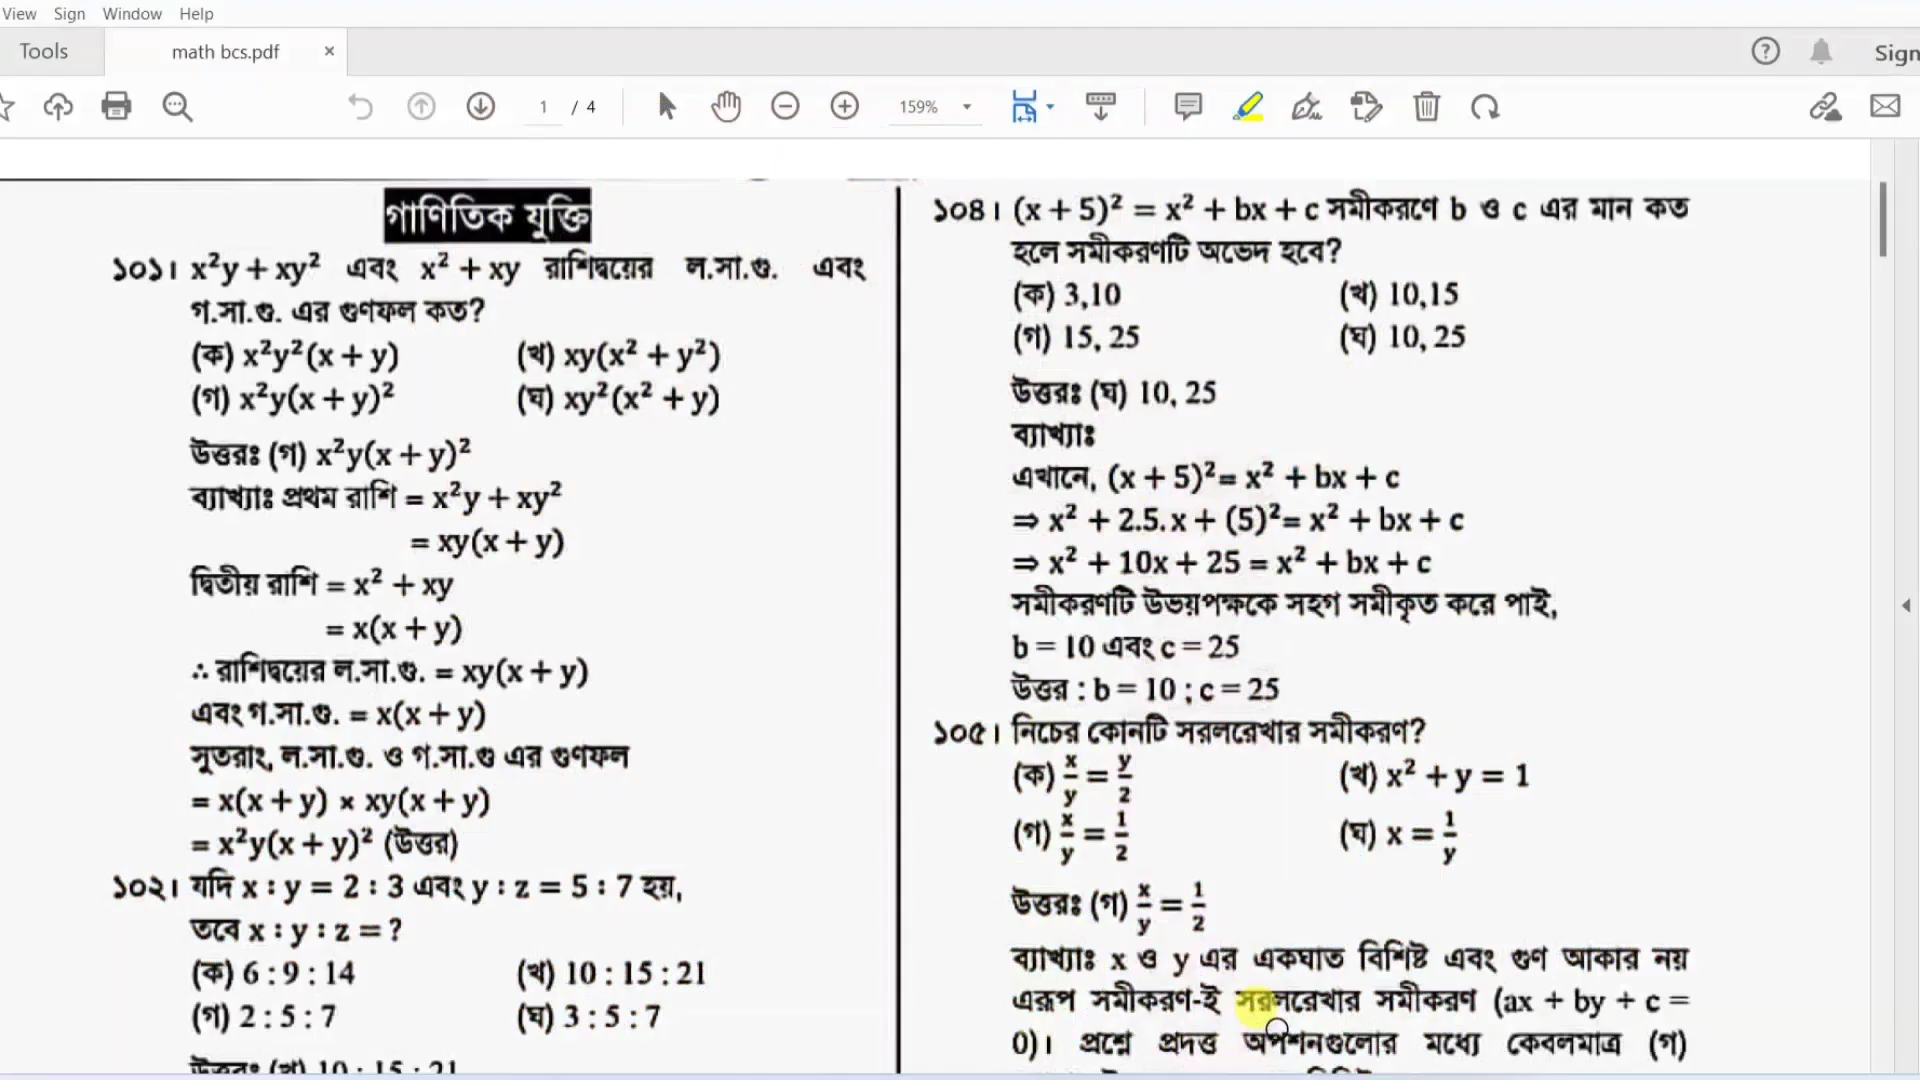 View Sign Window Help
Tools math bcs.pdf × Sign
1 / 4 159%
গাণিতিক যুক্তি
১০১। x²y + xy² এবং x² + xy রাশিদ্বয়ের ল.সা.গু. এবং
গ.সা.গু. এর গুণফল কত?
(ক) x²y²(x + y) (খ) xy(x² + y²)
(গ) x²y(x + y)² (ঘ) xy²(x² + y)
উত্তরঃ (গ) x²y(x + y)²
ব্যাখ্যাঃ প্রথম রাশি = x²y + xy²
= xy(x + y)
দ্বিতীয় রাশি = x² + xy
= x(x + y)
∴ রাশিদ্বয়ের ল.সা.গু. = xy(x + y)
এবং গ.সা.গু. = x(x + y)
সুতরাং, ল.সা.গু. ও গ.সা.গু এর গুণফল
= x(x + y) × xy(x + y)
= x²y(x + y)² (উত্তর)
১০২। যদি x : y = 2 : 3 এবং y : z = 5 : 7 হয়,
তবে x : y : z = ?
(ক) 6 : 9 : 14 (খ) 10 : 15 : 21
(গ) 2 : 5 : 7 (ঘ) 3 : 5 : 7
উত্তরঃ (খ) 10 : 15 : 21
১০৪। (x + 5)² = x² + bx + c সমীকরণে b ও c এর মান কত
হলে সমীকরণটি অভেদ হবে?
(ক) 3,10 (খ) 10,15
(গ) 15, 25 (ঘ) 10, 25
উত্তরঃ (ঘ) 10, 25
ব্যাখ্যাঃ
এখানে, (x + 5)²= x² + bx + c
⇒ x² + 2.5.x + (5)²= x² + bx + c
⇒ x² + 10x + 25 = x² + bx + c
সমীকরণটি উভয়পক্ষকে সহগ সমীকৃত করে পাই,
b = 10 এবং c = 25
উত্তর : b = 10 ; c = 25
১০৫। নিচের কোনটি সরলরেখার সমীকরণ?
(ক) x/y = y/2 (খ) x² + y = 1
(গ) x/y = 1/2 (ঘ) x = 1/y
উত্তরঃ (গ) x/y = 1/2
ব্যাখ্যাঃ x ও y এর একঘাত বিশিষ্ট এবং গুণ আকার নয়
এরূপ সমীকরণ-ই সরলরেখার সমীকরণ (ax + by + c =
0)। প্রশ্নে প্রদত্ত অপশনগুলোর মধ্যে কেবলমাত্র (গ)